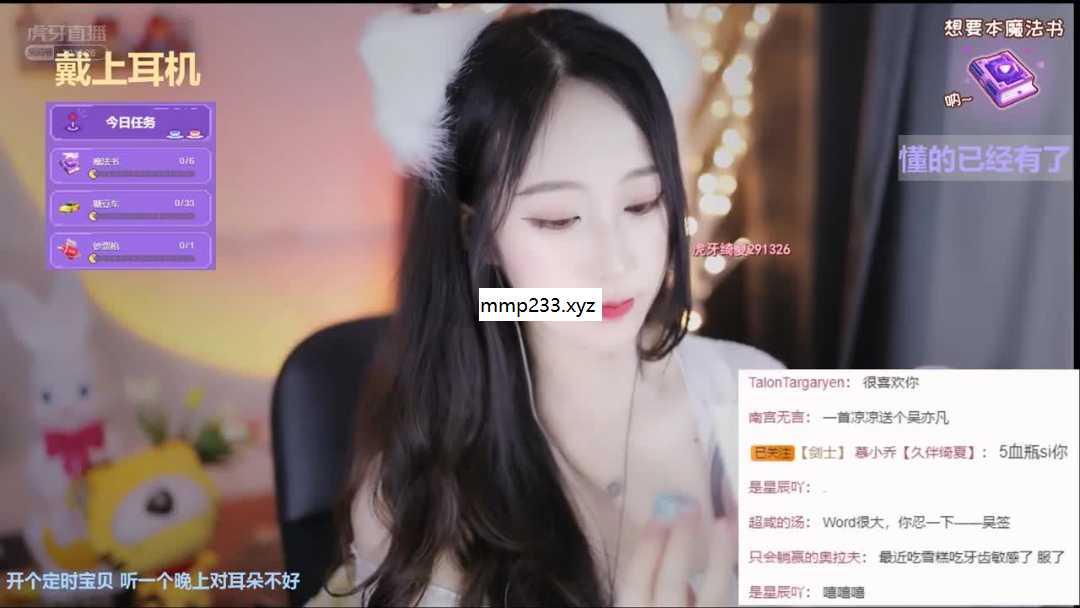 虎牙直播
戴上耳机
今日任务
魔法书 0/6
糖豆车 0/33
钞票枪 0/1
想要本魔法书
呐~
懂的已经有了
虎牙绮夏291326
mmp233.xyz
TalonTargaryen： 很喜欢你
南宫无言： 一首凉凉送个吴亦凡
已关注【剑士】 慕小乔【久伴绮夏】： 5血瓶si你
是星辰吖： .
超咸的汤： Word很大，你忍一下——吴签
只会躺赢的奥拉夫： 最近吃雪糕吃牙齿敏感了 服了
是星辰吖： 嘻嘻嘻
开个定时宝贝 听一个晚上对耳朵不好